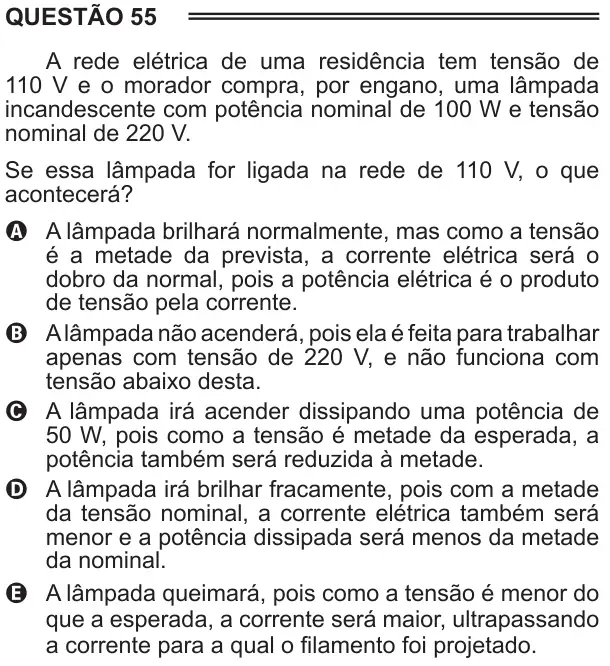 QUESTÃO 55
A rede elétrica de uma residência tem tensão de
110 V e o morador compra, por engano, uma lâmpada
incandescente com potência nominal de 100 W e tensão
nominal de 220 V.
Se essa lâmpada for ligada na rede de 110 V, o que
acontecerá?
A A lâmpada brilhará normalmente, mas como a tensão
é a metade da prevista, a corrente elétrica será o
dobro da normal, pois a potência elétrica é o produto
de tensão pela corrente.
B A lâmpada não acenderá, pois ela é feita para trabalhar
apenas com tensão de 220 V, e não funciona com
tensão abaixo desta.
C A lâmpada irá acender dissipando uma potência de
50 W, pois como a tensão é metade da esperada, a
potência também será reduzida à metade.
D A lâmpada irá brilhar fracamente, pois com a metade
da tensão nominal, a corrente elétrica também será
menor e a potência dissipada será menos da metade
da nominal.
E A lâmpada queimará, pois como a tensão é menor do
que a esperada, a corrente será maior, ultrapassando
a corrente para a qual o filamento foi projetado.